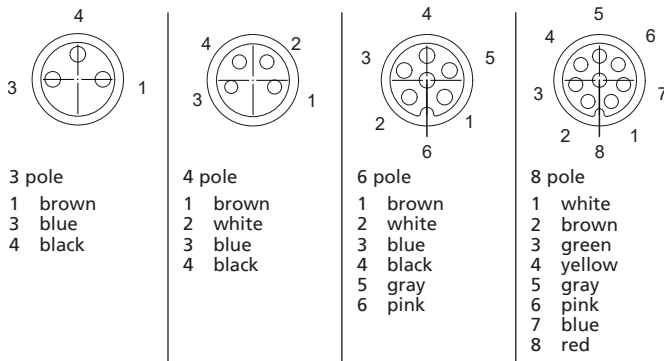 4
3
1
3 pole
1 brown
3 blue
4 black
4
2
3
1
4 pole
1 brown
2 white
3 blue
4 black
4
3
5
2
1
6
6 pole
1 brown
2 white
3 blue
4 black
5 gray
6 pink
5
4
6
3
7
2
1
8
8 pole
1 white
2 brown
3 green
4 yellow
5 gray
6 pink
7 blue
8 red